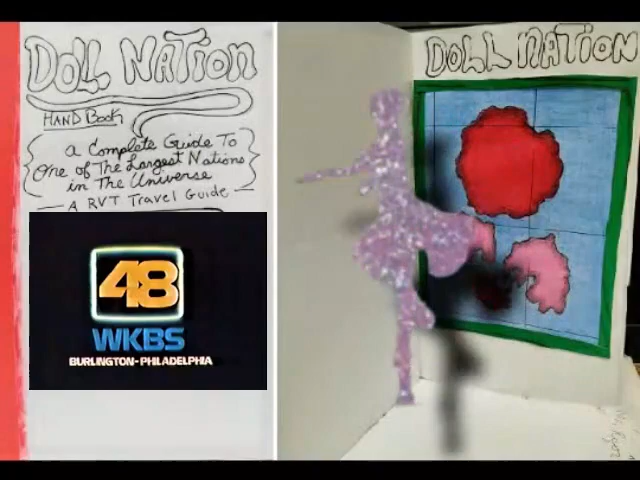 DOLL NATION
HAND Book
A Complete Guide To
One of The Largest Nations
in The Universe
— A RVT Travel Guide —
48
WKBS
BURLINGTON-PHILADELPHIA
DOLL NATION